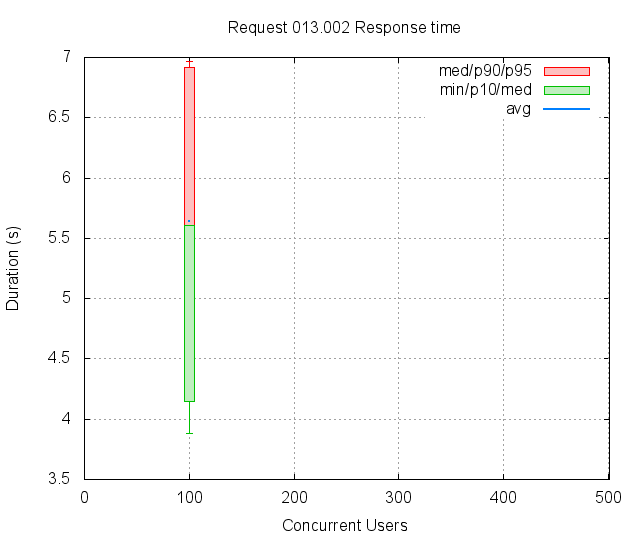 Request 013.002 Response time
7
6.5
6
5.5
5
4.5
4
3.5
Duration (s)
med/p90/p95
min/p10/med
avg
0 100 200 300 400 500
Concurrent Users